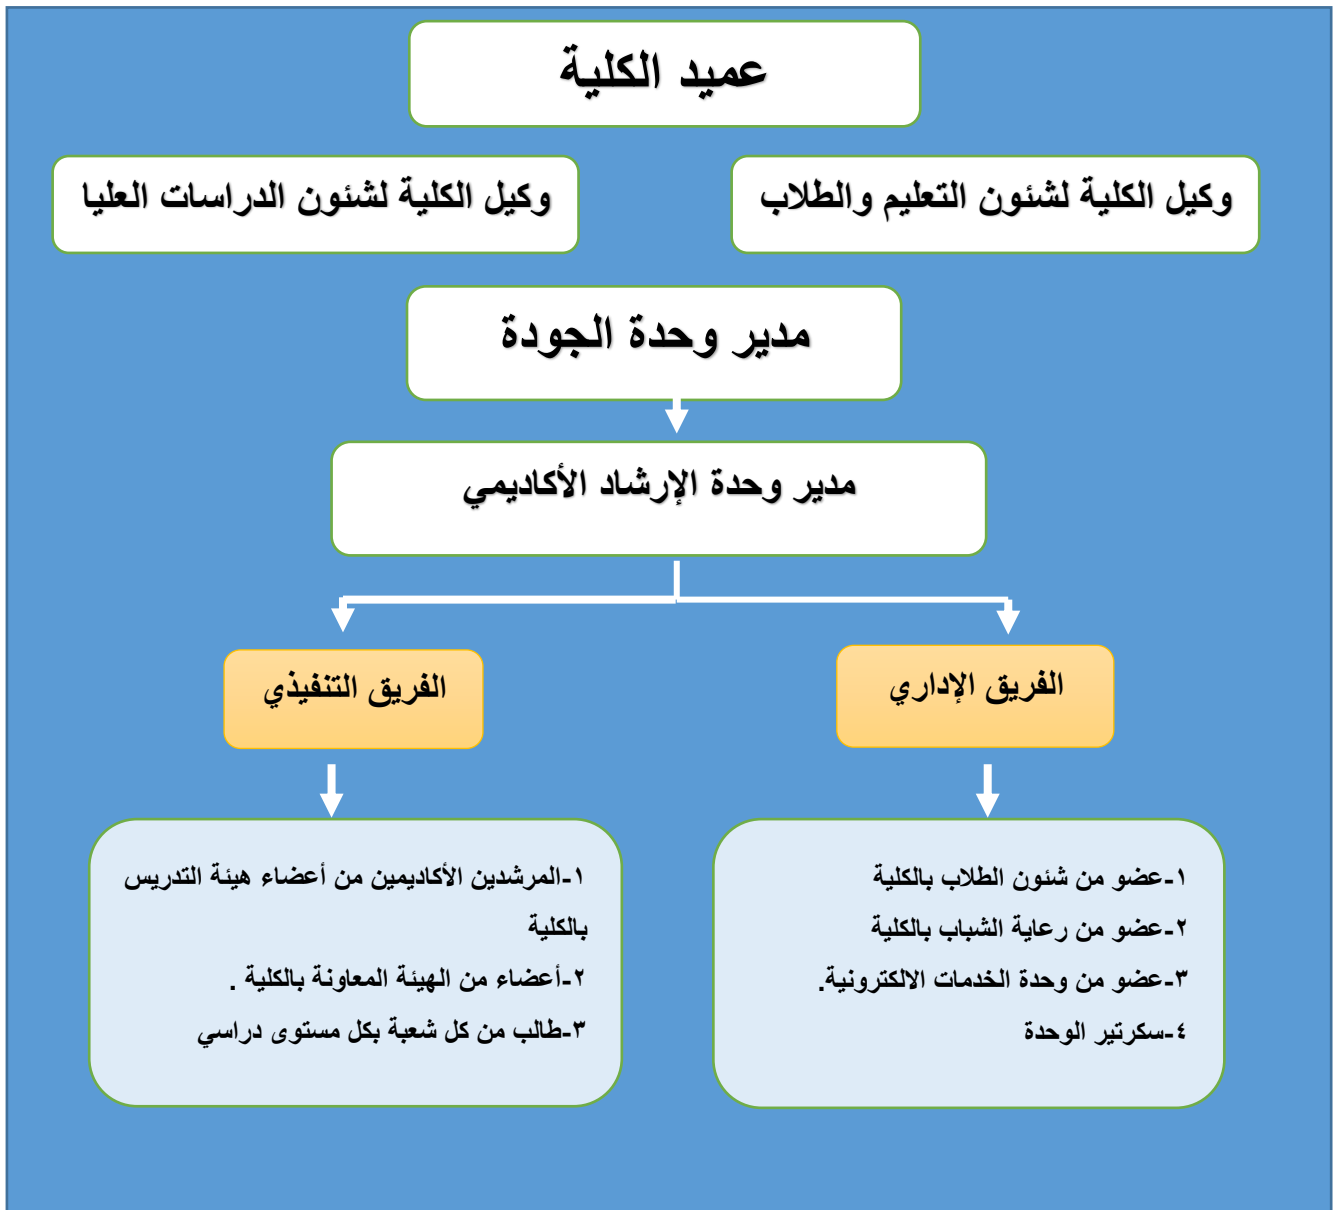 عميد الكلية
وكيل الكلية لشئون التعليم والطلاب
وكيل الكلية لشئون الدراسات العليا
مدير وحدة الجودة
مدير وحدة الإرشاد الأكاديمي
الفريق الإداري
الفريق التنفيذي
١-عضو من شئون الطلاب بالكلية
٢-عضو من رعاية الشباب بالكلية
٣-عضو من وحدة الخدمات الالكترونية.
٤-سكرتير الوحدة
١-المرشدين الأكاديمين من أعضاء هيئة التدريس
بالكلية
٢-أعضاء من الهيئة المعاونة بالكلية .
٣-طالب من كل شعبة بكل مستوى دراسي